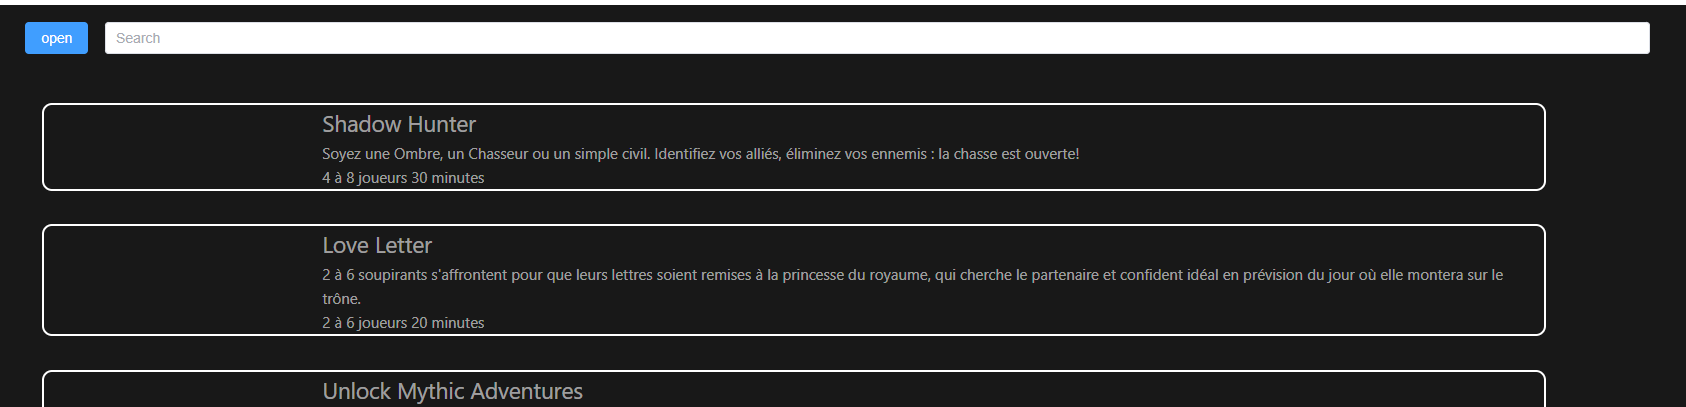 open
Search
Shadow Hunter
Soyez une Ombre, un Chasseur ou un simple civil. Identifiez vos alliés, éliminez vos ennemis : la chasse est ouverte!
4 à 8 joueurs 30 minutes
Love Letter
2 à 6 soupirants s'affrontent pour que leurs lettres soient remises à la princesse du royaume, qui cherche le partenaire et confident idéal en prévision du jour où elle montera sur le
trône.
2 à 6 joueurs 20 minutes
Unlock Mythic Adventures